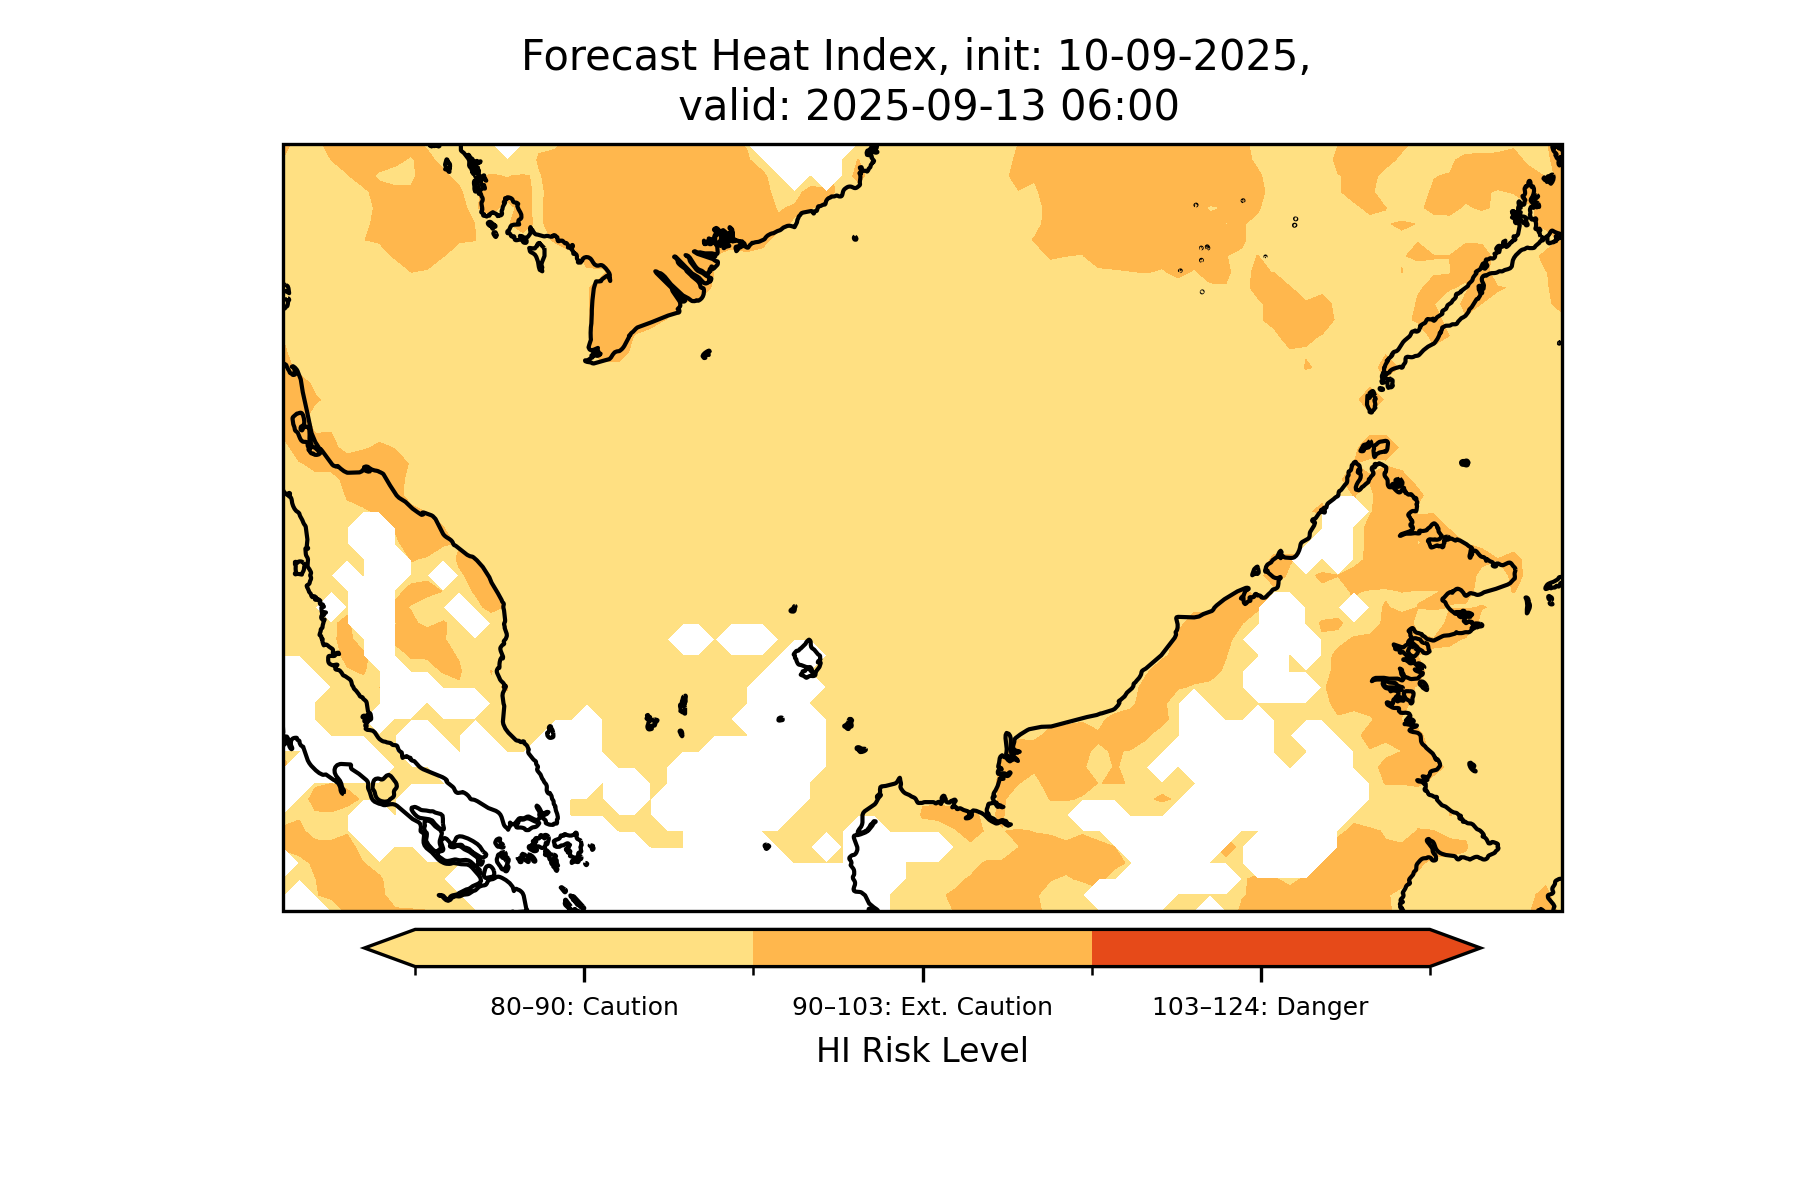 Forecast Heat Index, init: 10-09-2025,
valid: 2025-09-13 06:00
80–90: Caution
90–103: Ext. Caution
103–124: Danger
HI Risk Level